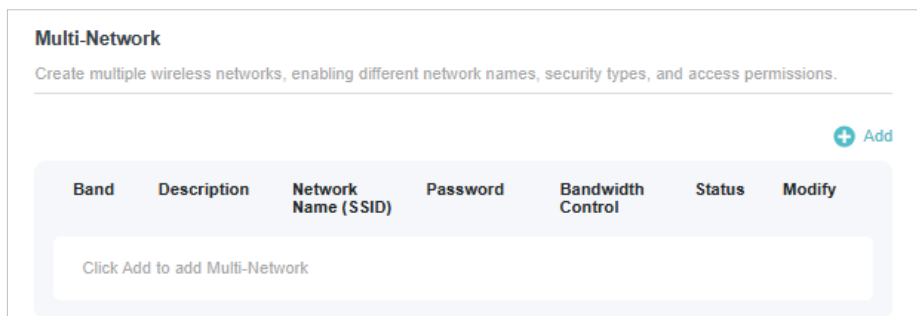 Multi-Network
Create multiple wireless networks, enabling different network names, security types, and access permissions.
Add
Band Description Network Name (SSID) Password Bandwidth Control Status Modify
Click Add to add Multi-Network